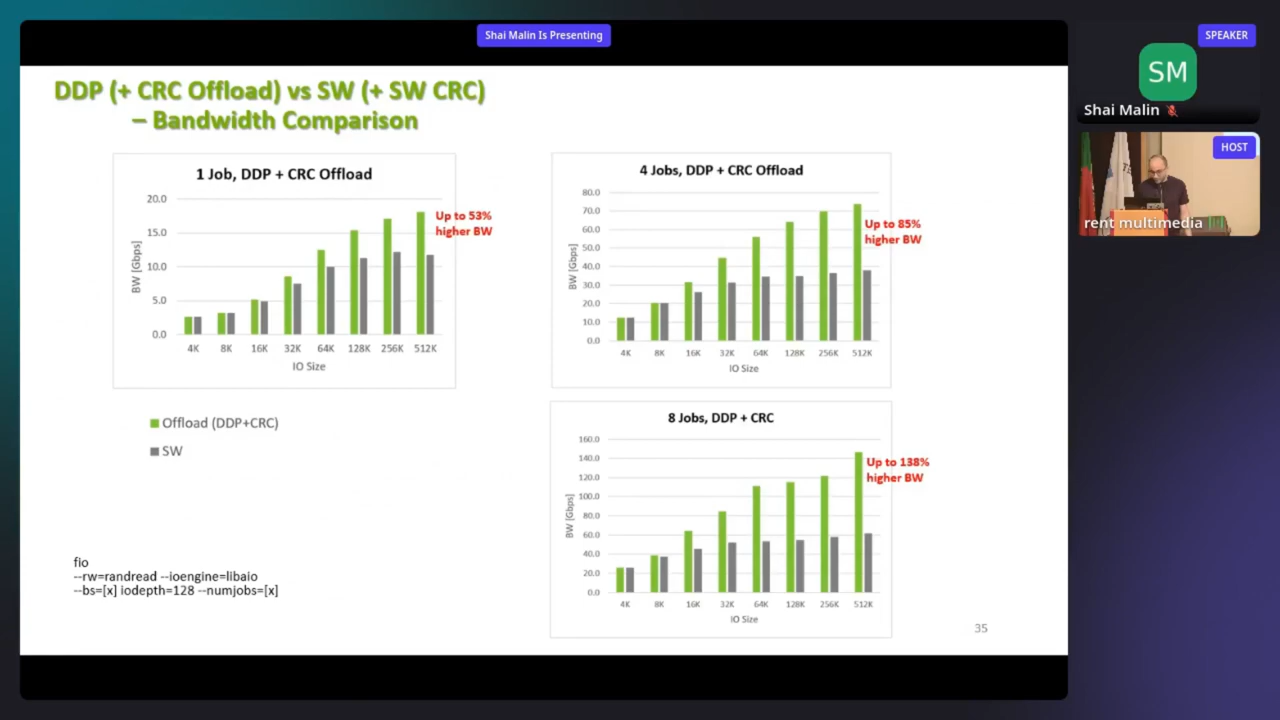 Shai Malin Is Presenting
SPEAKER
SM
Shai Malin
HOST
rent multimedia
DDP (+ CRC Offload) vs SW (+ SW CRC)
– Bandwidth Comparison
1 Job, DDP + CRC Offload
20.0
15.0
10.0
5.0
0.0
BW [Gbps]
4K 8K 16K 32K 64K 128K 256K 512K
IO Size
Up to 53%
higher BW
4 Jobs, DDP + CRC Offload
80.0
70.0
60.0
50.0
40.0
30.0
20.0
10.0
0.0
BW [Gbps]
4K 8K 16K 32K 64K 128K 256K 512K
IO Size
Up to 85%
higher BW
Offload (DDP+CRC)
SW
8 Jobs, DDP + CRC
160.0
140.0
120.0
100.0
80.0
60.0
40.0
20.0
0.0
BW [Gbps]
4K 8K 16K 32K 64K 128K 256K 512K
IO Size
Up to 138%
higher BW
fio
--rw=randread --ioengine=libaio
--bs=[x] iodepth=128 --numjobs=[x]
35